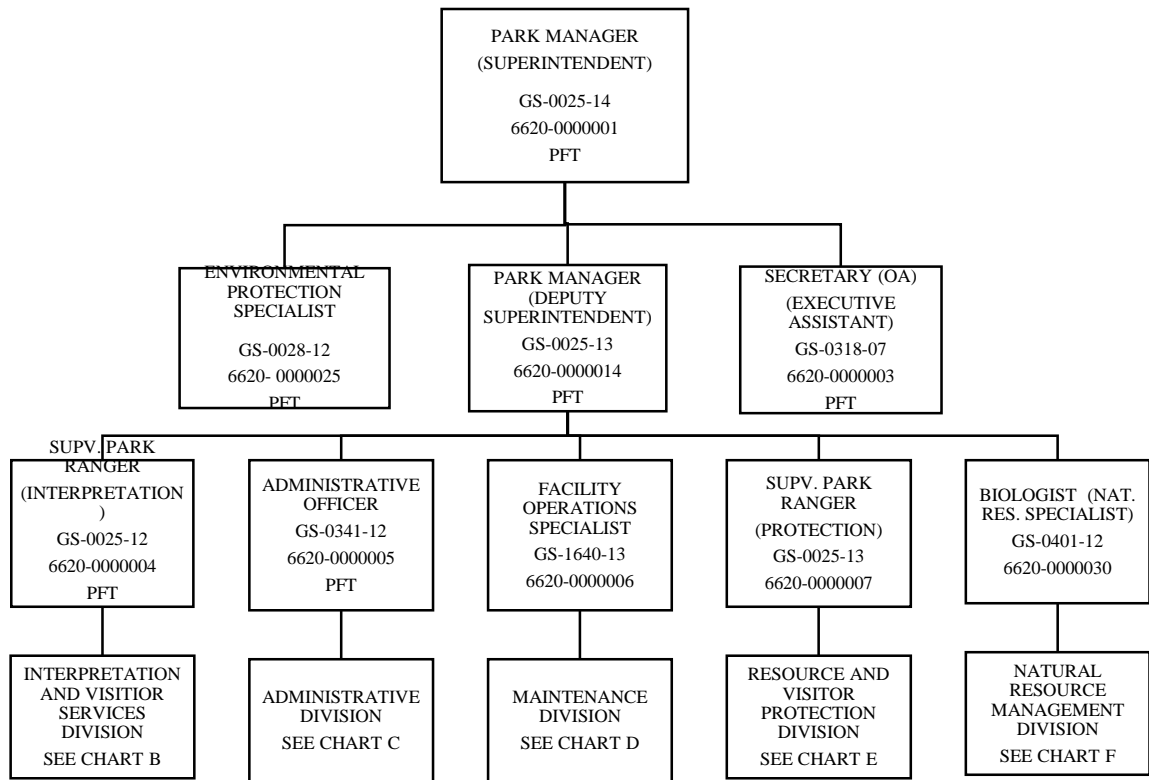 PARK MANAGER
(SUPERINTENDENT)
GS-0025-14
6620-0000001
PFT
ENVIRONMENTAL
PROTECTION
SPECIALIST
GS-0028-12
6620- 0000025
PFT
PARK MANAGER
(DEPUTY
SUPERINTENDENT)
GS-0025-13
6620-0000014
PFT
SECRETARY (OA)
(EXECUTIVE
ASSISTANT)
GS-0318-07
6620-0000003
PFT
SUPV. PARK
RANGER
(INTERPRETATION
)
GS-0025-12
6620-0000004
PFT
ADMINISTRATIVE
OFFICER
GS-0341-12
6620-0000005
PFT
FACILITY
OPERATIONS
SPECIALIST
GS-1640-13
6620-0000006
SUPV. PARK
RANGER
(PROTECTION)
GS-0025-13
6620-0000007
BIOLOGIST (NAT.
RES. SPECIALIST)
GS-0401-12
6620-0000030
INTERPRETATION
AND VISITIOR
SERVICES
DIVISION
SEE CHART B
ADMINISTRATIVE
DIVISION
SEE CHART C
MAINTENANCE
DIVISION
SEE CHART D
RESOURCE AND
VISITOR
PROTECTION
DIVISION
SEE CHART E
NATURAL
RESOURCE
MANAGEMENT
DIVISION
SEE CHART F